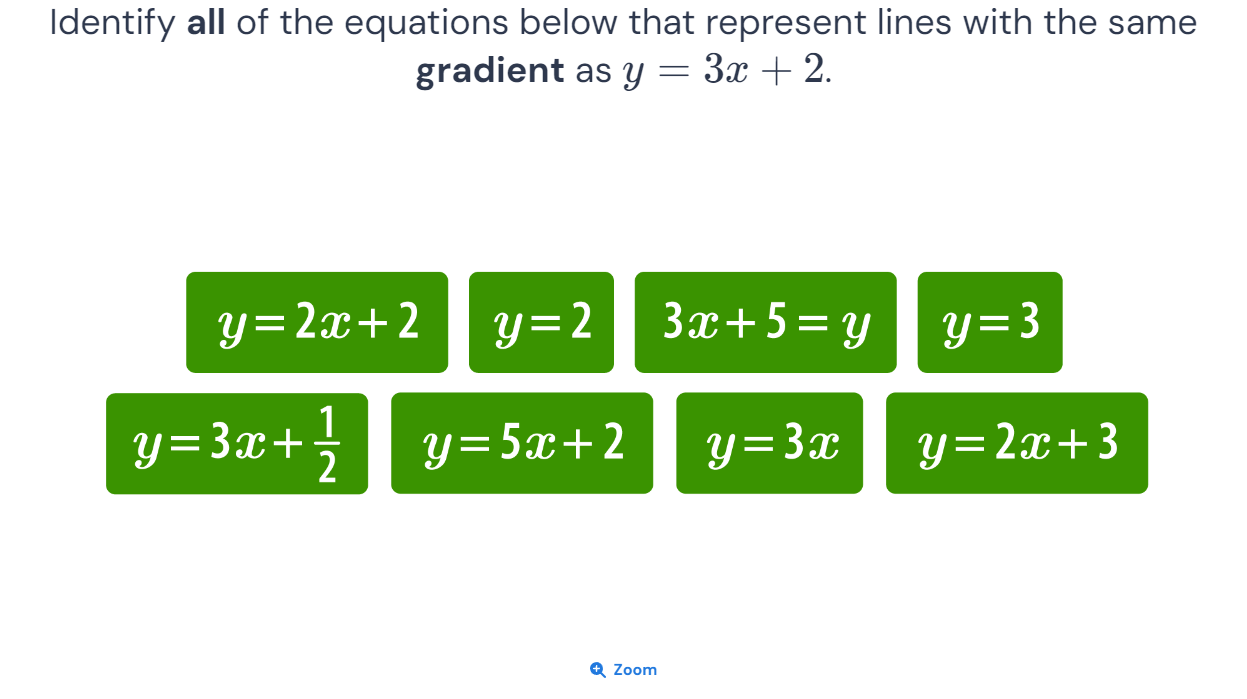 Identify all of the equations below that represent lines with the same
gradient as y = 3x + 2.
y = 2x + 2
y = 2
3x + 5 = y
y = 3
y = 3x + 1/2
y = 5x + 2
y = 3x
y = 2x + 3
Zoom